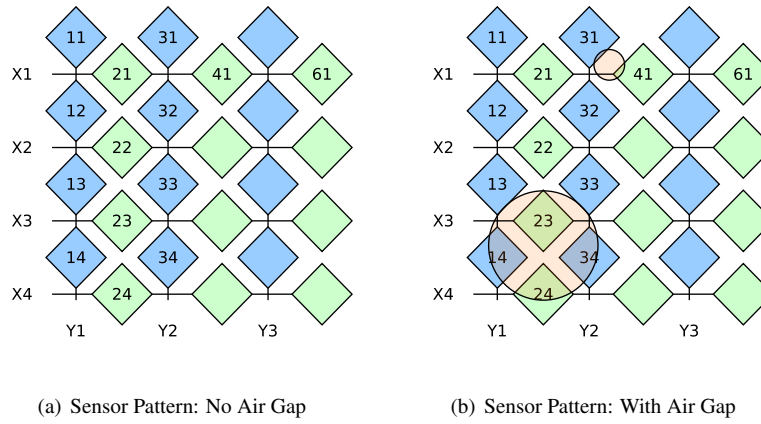 11 31
X1 21 41 61
12 32
X2 22
13 33
X3 23
14 34
X4 24
Y1 Y2 Y3
(a) Sensor Pattern: No Air Gap
11 31
X1 21 41 61
12 32
X2 22
13 33
X3 23
14 34
X4 24
Y1 Y2 Y3
(b) Sensor Pattern: With Air Gap